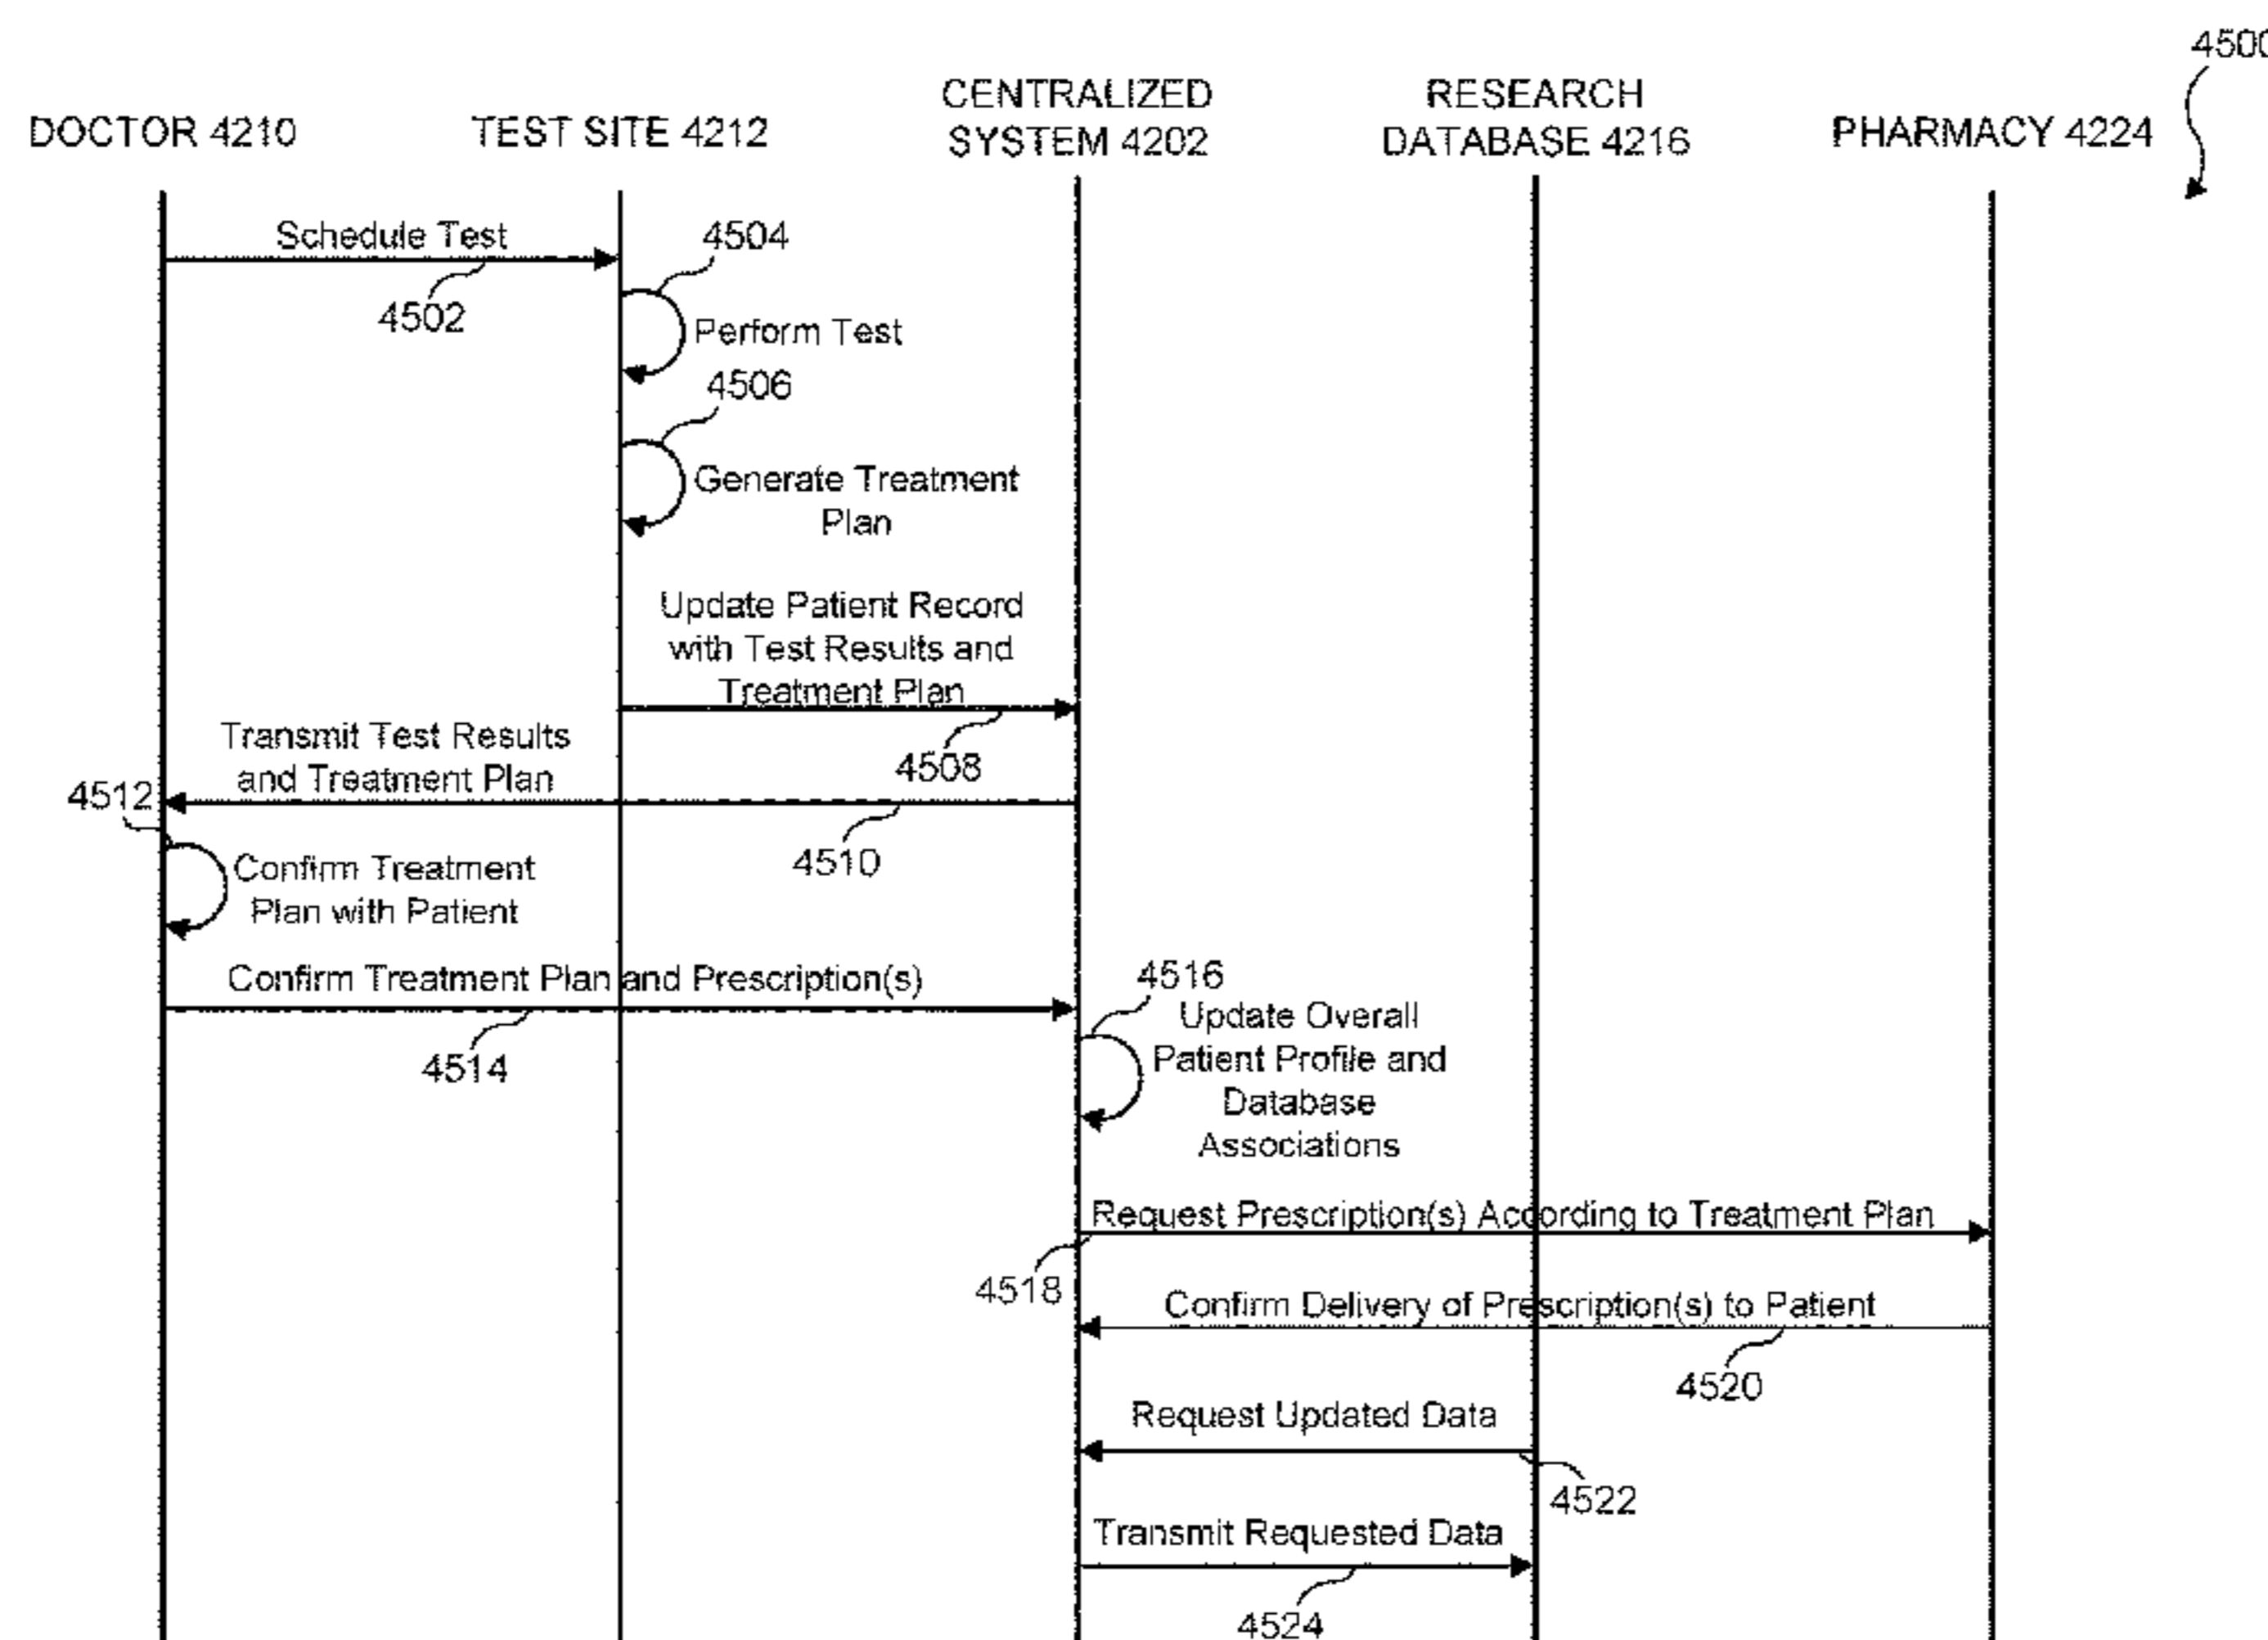 4500
DOCTOR 4210
TEST SITE 4212
CENTRALIZED
SYSTEM 4202
RESEARCH
DATABASE 4216
PHARMACY 4224
Schedule Test
4502
4504
Perform Test
4506
Generate Treatment
Plan
Update Patient Record
with Test Results and
Treatment Plan
4508
Transmit Test Results
and Treatment Plan
4510
4512
Confirm Treatment
Plan with Patient
Confirm Treatment Plan and Prescription(s)
4514
4516
Update Overall
Patient Profile and
Database
Associations
Request Prescription(s) According to Treatment Plan
4518
Confirm Delivery of Prescription(s) to Patient
4520
Request Updated Data
4522
Transmit Requested Data
4524